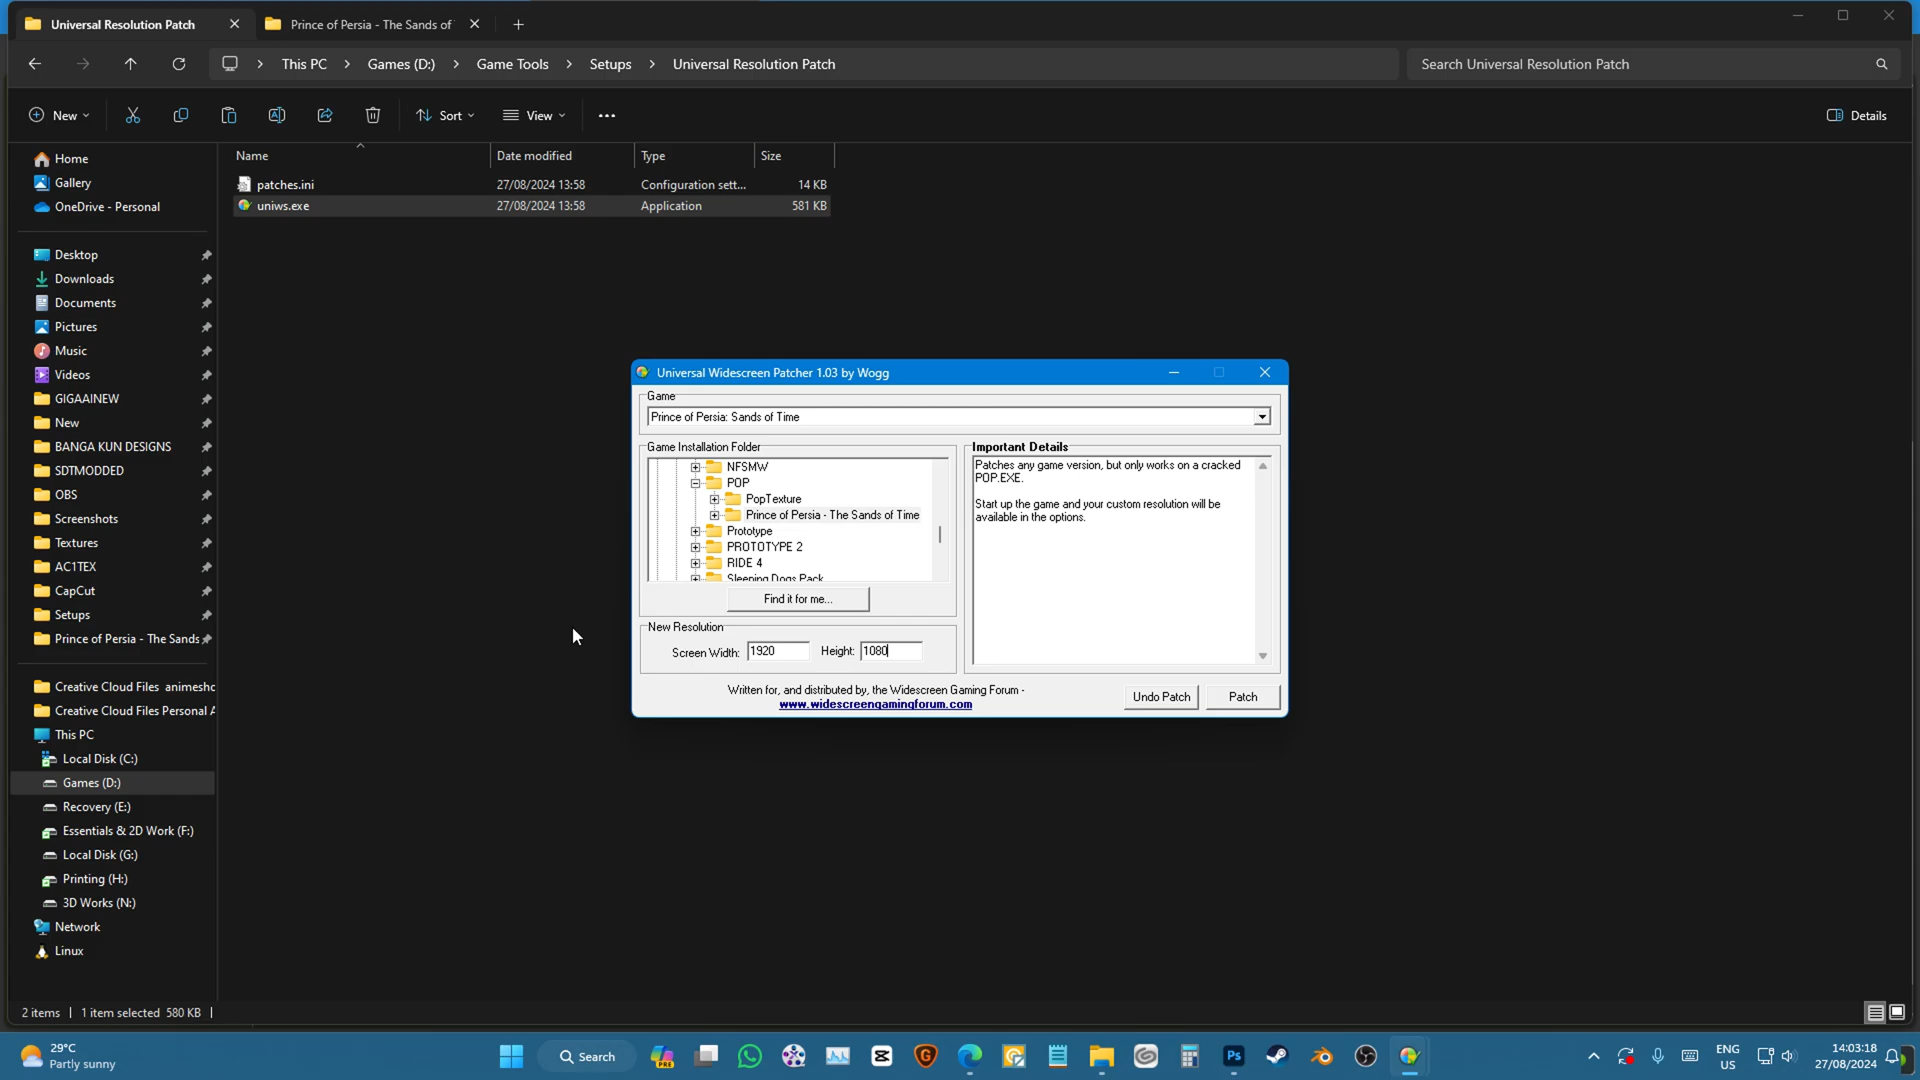 Universal Resolution Patch
Prince of Persia - The Sands of
This PC > Games (D:) > Game Tools > Setups > Universal Resolution Patch
Search Universal Resolution Patch
New
Sort
View
Details
Name
Date modified
Type
Size
patches.ini 27/08/2024 13:58 Configuration sett... 14 KB
uniws.exe 27/08/2024 13:58 Application 581 KB
Home
Gallery
OneDrive - Personal
Desktop
Downloads
Documents
Pictures
Music
Videos
GIGAAINEW
New
BANGA KUN DESIGNS
SDTMODDED
OBS
Screenshots
Textures
AC1TEX
CapCut
Setups
Prince of Persia - The Sands
Creative Cloud Files animeshc
Creative Cloud Files Personal A
This PC
Local Disk (C:)
Games (D:)
Recovery (E:)
Essentials & 2D Work (F:)
Local Disk (G:)
Printing (H:)
3D Works (N:)
Network
Linux
Universal Widescreen Patcher 1.03 by Wogg
Game
Prince of Persia: Sands of Time
Game Installation Folder
NFSMW
POP
PopTexture
Prince of Persia - The Sands of Time
Prototype
PROTOTYPE 2
RIDE 4
Sleeping Dogs Pack
Find it for me...
Important Details
Patches any game version, but only works on a cracked
POP.EXE.
Start up the game and your custom resolution will be
available in the options.
New Resolution
Screen Width: 1920 Height: 1080
Written for, and distributed by, the Widescreen Gaming Forum -
www.widescreengamingforum.com
Undo Patch
Patch
2 items | 1 item selected 580 KB |
29°C
Partly sunny
Search
PRE
Ps
ENG
US
14:03:18
27/08/2024